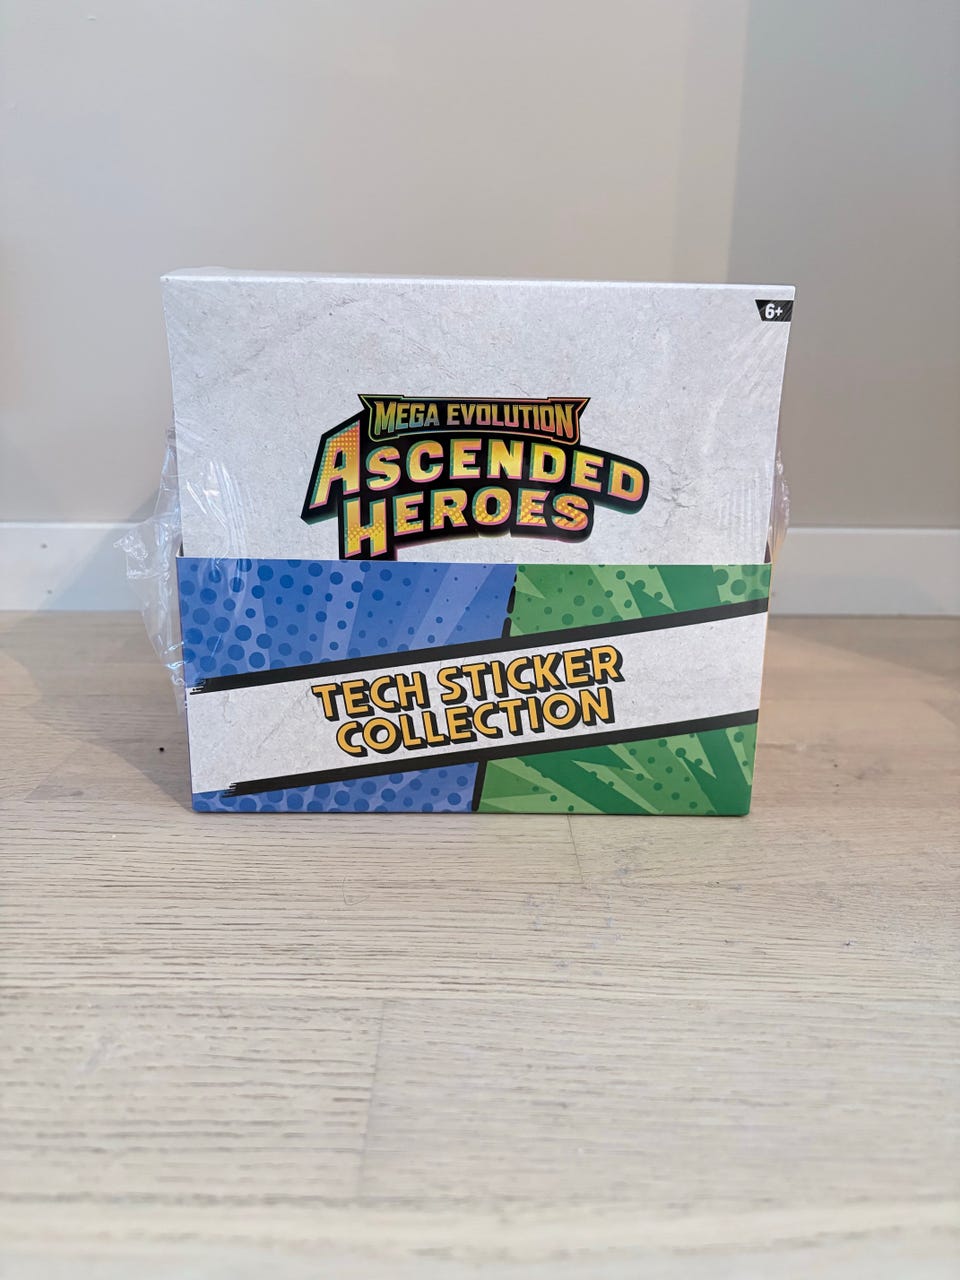 6+
MEGA EVOLUTION
ASCENDED
HEROES
TECH STICKER
COLLECTION